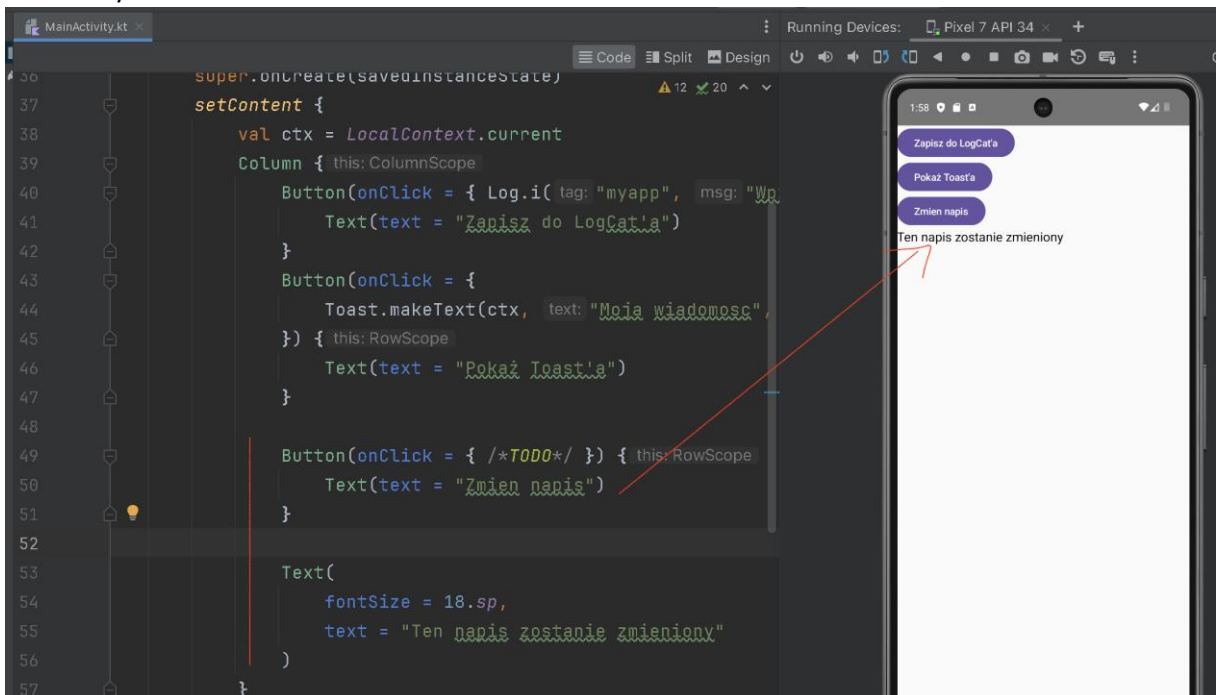 MainActivity.kt
Running Devices: Pixel 7 API 34
Code Split Design
12 20
36 super.onCreate(savedInstanceState)
37 setContent {
38 val ctx = LocalContext.current
39 Column { this: ColumnScope
40 Button(onClick = { Log.i( tag: "myapp", msg: "Wp
41 Text(text = "Zapisz do LogCat'a")
42 }
43 Button(onClick = {
44 Toast.makeText(ctx, text: "Moja wiadomosc",
45 }) { this: RowScope
46 Text(text = "Pokaż Toast'a")
47 }
48
49 Button(onClick = { /*TODO*/ }) { this: RowScope
50 Text(text = "Zmien napis")
51 }
52
53 Text(
54 fontSize = 18.sp,
55 text = "Ten napis zostanie zmieniony"
56 )
57 }
1:58
Zapisz do LogCat'a
Pokaż Toast'a
Zmien napis
Ten napis zostanie zmieniony